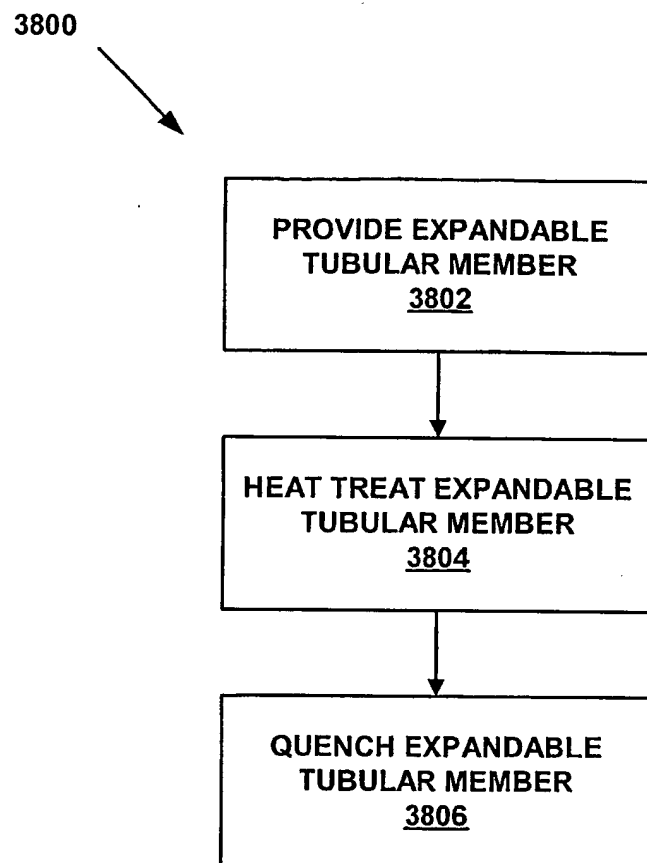 3800
PROVIDE EXPANDABLE
TUBULAR MEMBER
3802
HEAT TREAT EXPANDABLE
TUBULAR MEMBER
3804
QUENCH EXPANDABLE
TUBULAR MEMBER
3806